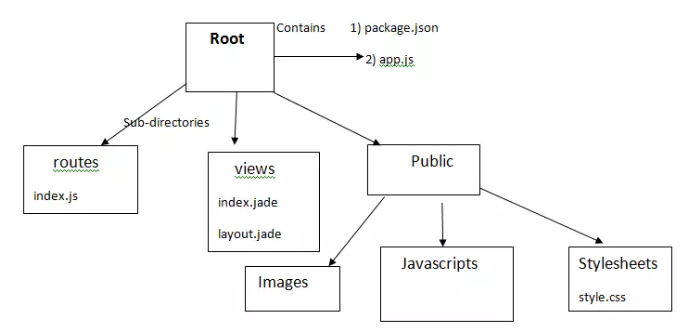 Root
Contains
1) package.json
2) app.js
Sub-directories
routes
index.js
views
index.jade
layout.jade
Public
Images
Javascripts
Stylesheets
style.css